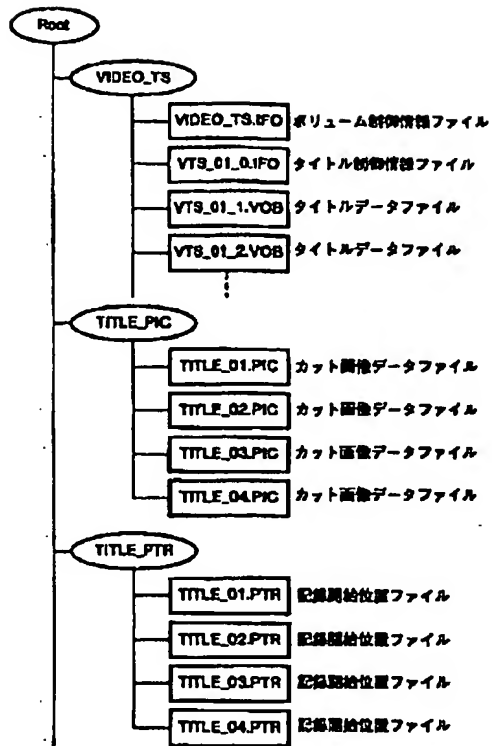 Root
VIDEO_TS
VIDEO_TS.IFO ボリューム制御情報ファイル
VTS_01_0.IFO タイトル制御情報ファイル
VTS_01_1.VOB タイトルデータファイル
VTS_01_2.VOB タイトルデータファイル
TITLE_PIC
TITLE_01.PIC カット画像データファイル
TITLE_02.PIC カット画像データファイル
TITLE_03.PIC カット画像データファイル
TITLE_04.PIC カット画像データファイル
TITLE_PTR
TITLE_01.PTR 記録開始位置ファイル
TITLE_02.PTR 記録開始位置ファイル
TITLE_03.PTR 記録開始位置ファイル
TITLE_04.PTR 記録開始位置ファイル